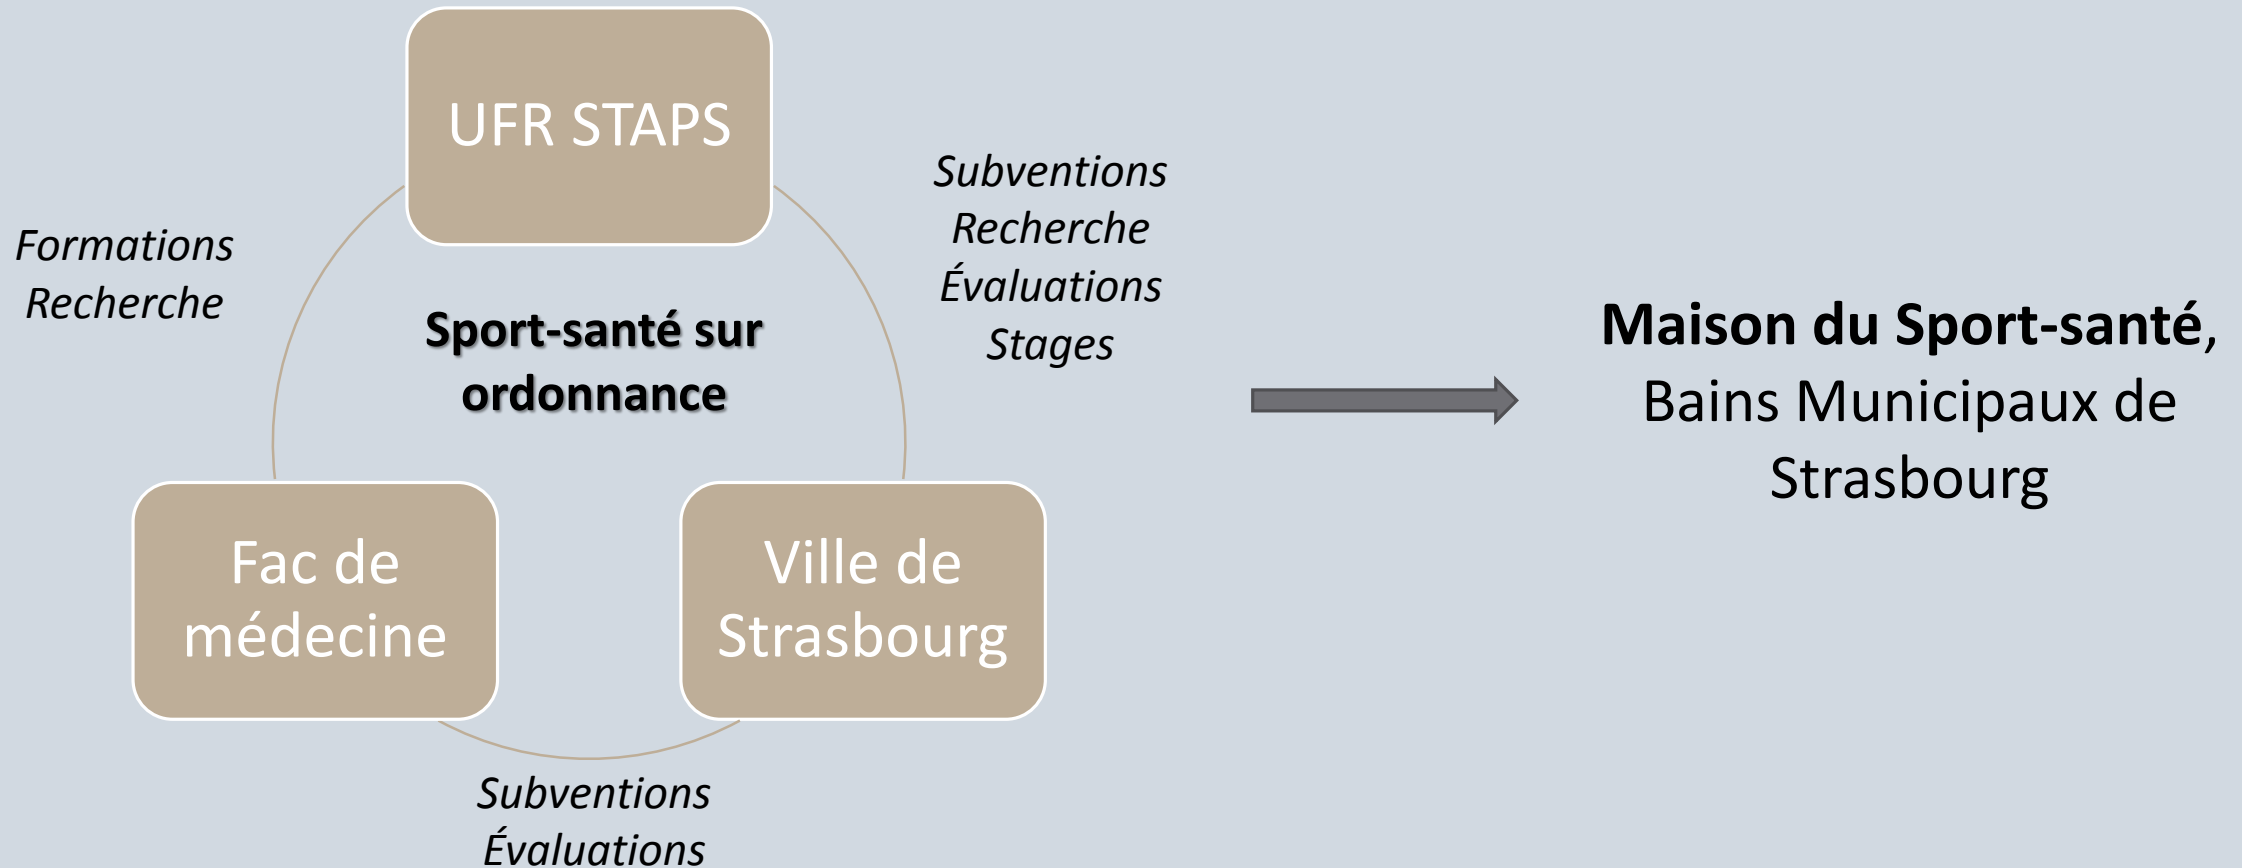 UFR STAPS
Formations
Recherche
Subventions
Recherche
Évaluations
Stages
Sport-santé sur
ordonnance
Fac de
médecine
Ville de
Strasbourg
Subventions
Évaluations
Maison du Sport-santé,
Bains Municipaux de
Strasbourg